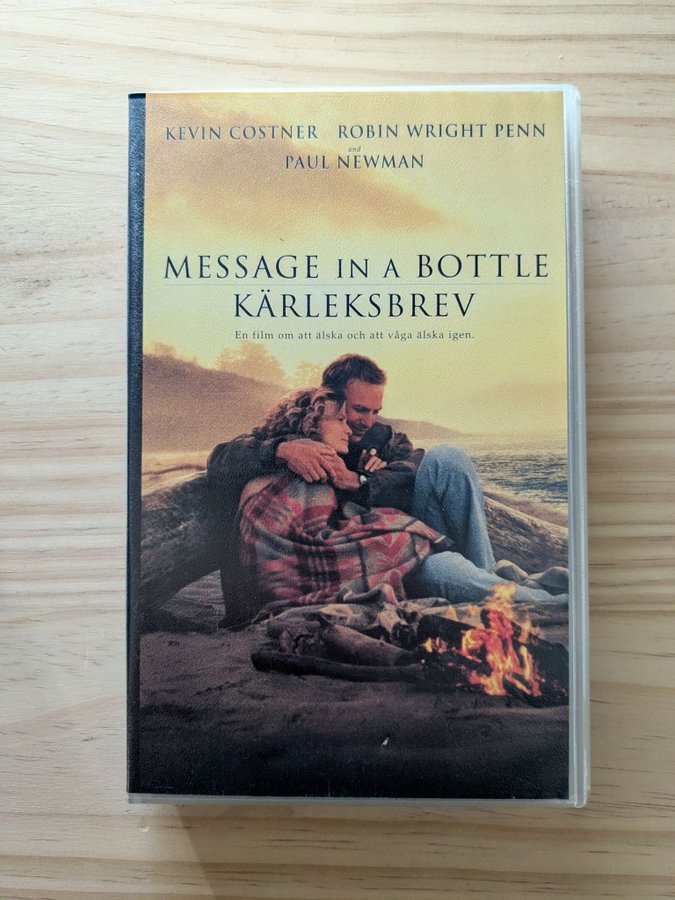 KEVIN COSTNER ROBIN WRIGHT PENN
and
PAUL NEWMAN
MESSAGE IN A BOTTLE
KÄRLEKSBREV
En film om att älska och att våga älska igen.